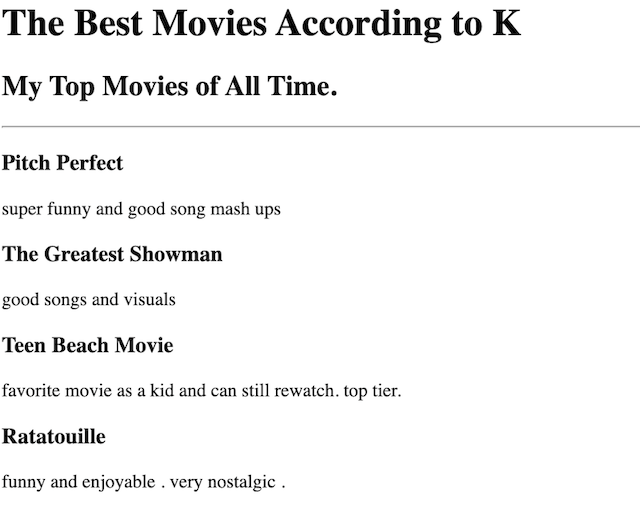 The Best Movies According to K
My Top Movies of All Time.
Pitch Perfect
super funny and good song mash ups
The Greatest Showman
good songs and visuals
Teen Beach Movie
favorite movie as a kid and can still rewatch. top tier.
Ratatouille
funny and enjoyable . very nostalgic .